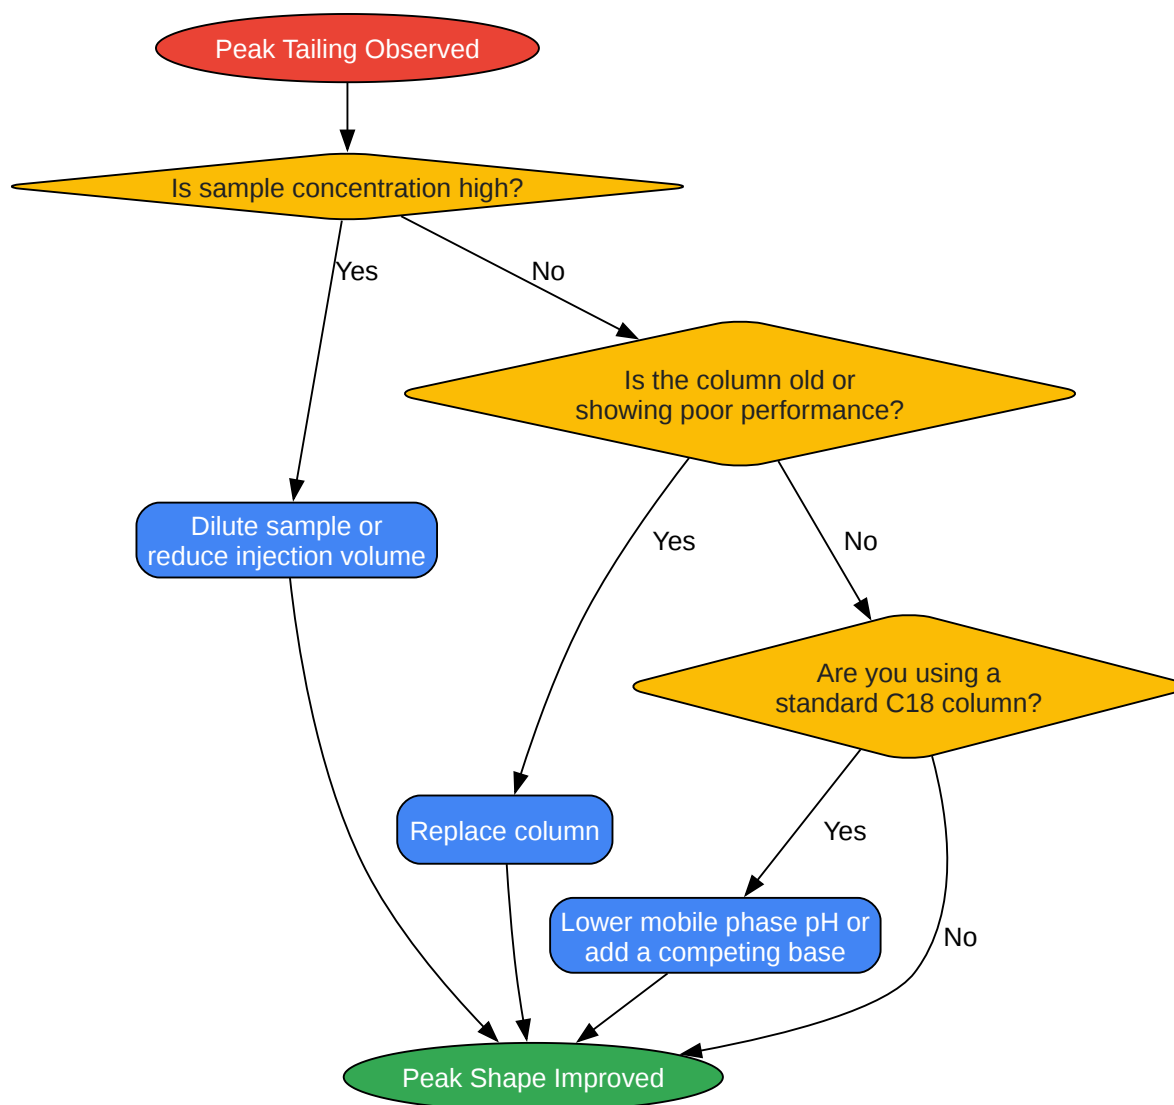 Peak Tailing Observed
Is sample concentration high?
Yes
No
Is the column old or
showing poor performance?
Dilute sample or
reduce injection volume
Yes
No
Are you using a
standard C18 column?
Replace column
Yes
Lower mobile phase pH or
add a competing base
No
Peak Shape Improved